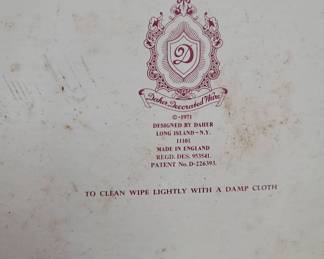 D
Daher Decorated Ware
©-1971
DESIGNED BY DAHER
LONG ISLAND-N.Y.
11101
MADE IN ENGLAND
REGD. DES. 953541.
PATENT No. D-226393.
TO CLEAN WIPE LIGHTLY WITH A DAMP CLOTH